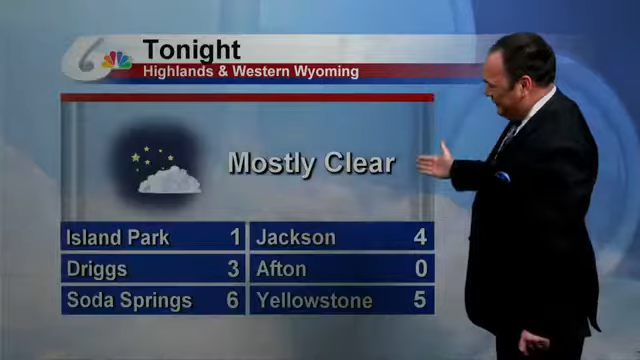 6
Tonight
Highlands & Western Wyoming
Mostly Clear
Island Park 1 Jackson 4
Driggs 3 Afton 0
Soda Springs 6 Yellowstone 5